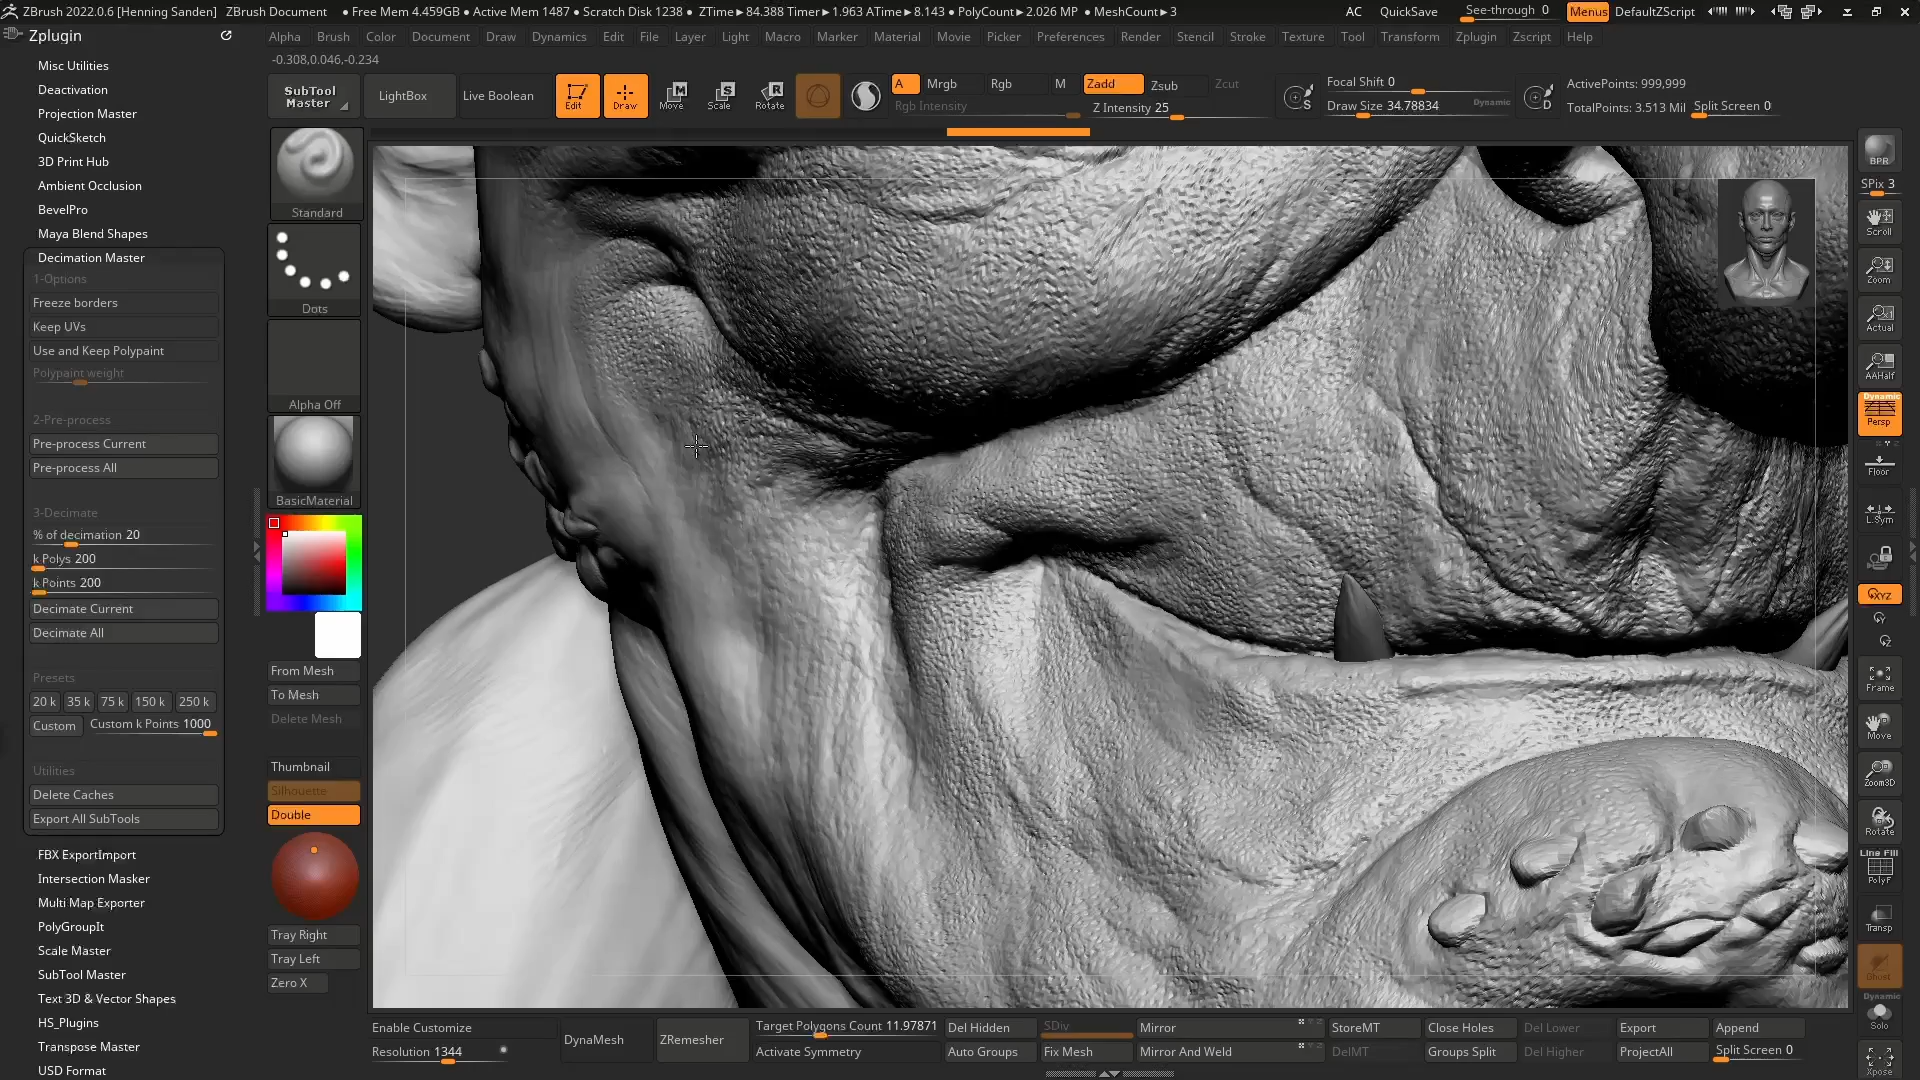 ZBrush 2022.0.6 [Henning Sanden] ZBrush Document • Free Mem 4.459GB • Active Mem 1487 • Scratch Disk 1238 • ZTime▸84.388 Timer▸1.963 ATime▸8.143 • PolyCount▸2.026 MP • MeshCount▸3 AC QuickSave See-through 0 Menus DefaultZScript
Zplugin
Alpha Brush Color Document Draw Dynamics Edit File Layer Light Macro Marker Material Movie Picker Preferences Render Stencil Stroke Texture Tool Transform Zplugin Zscript Help
-0.308,0.046,-0.234
SubTool Master
LightBox
Live Boolean
Edit
Draw
Move
Scale
Rotate
A Mrgb Rgb M Zadd Zsub Zcut
Rgb Intensity
Z Intensity 25
S
Focal Shift 0
Draw Size 34.78834
Dynamic
D
ActivePoints: 999,999
TotalPoints: 3.513 Mil
Split Screen 0
Misc Utilities
Deactivation
Projection Master
QuickSketch
3D Print Hub
Ambient Occlusion
BevelPro
Maya Blend Shapes
Decimation Master
1-Options
Freeze borders
Keep UVs
Use and Keep Polypaint
Polypaint weight
2-Pre-process
Pre-process Current
Pre-process All
3-Decimate
% of decimation 20
k Polys 200
k Points 200
Decimate Current
Decimate All
Presets
20 k 35 k 75 k 150 k 250 k
Custom Custom k Points 1000
Utilities
Delete Caches
Export All SubTools
FBX ExportImport
Intersection Masker
Multi Map Exporter
PolyGroupIt
Scale Master
SubTool Master
Text 3D & Vector Shapes
HS_Plugins
Transpose Master
USD Format
Standard
Dots
Alpha Off
BasicMaterial
From Mesh
To Mesh
Delete Mesh
Thumbnail
Silhouette
Double
Tray Right
Tray Left
Zero X
BPR
SPix 3
Scroll
Zoom
Actual
AAHalf
Dynamic
Persp
Floor
L.Sym
XYZ
Frame
Move
Zoom3D
Rotate
Line Fill
PolyF
Transp
Ghost
Dynamic
Solo
Xpose
Enable Customize
Resolution 1344
DynaMesh
ZRemesher
Target Polygons Count 11.97871
Activate Symmetry
Del Hidden
Auto Groups
SDiv
Fix Mesh
Mirror
Mirror And Weld
StoreMT
DelMT
Close Holes
Groups Split
Del Lower
Del Higher
Export
ProjectAll
Append
Split Screen 0